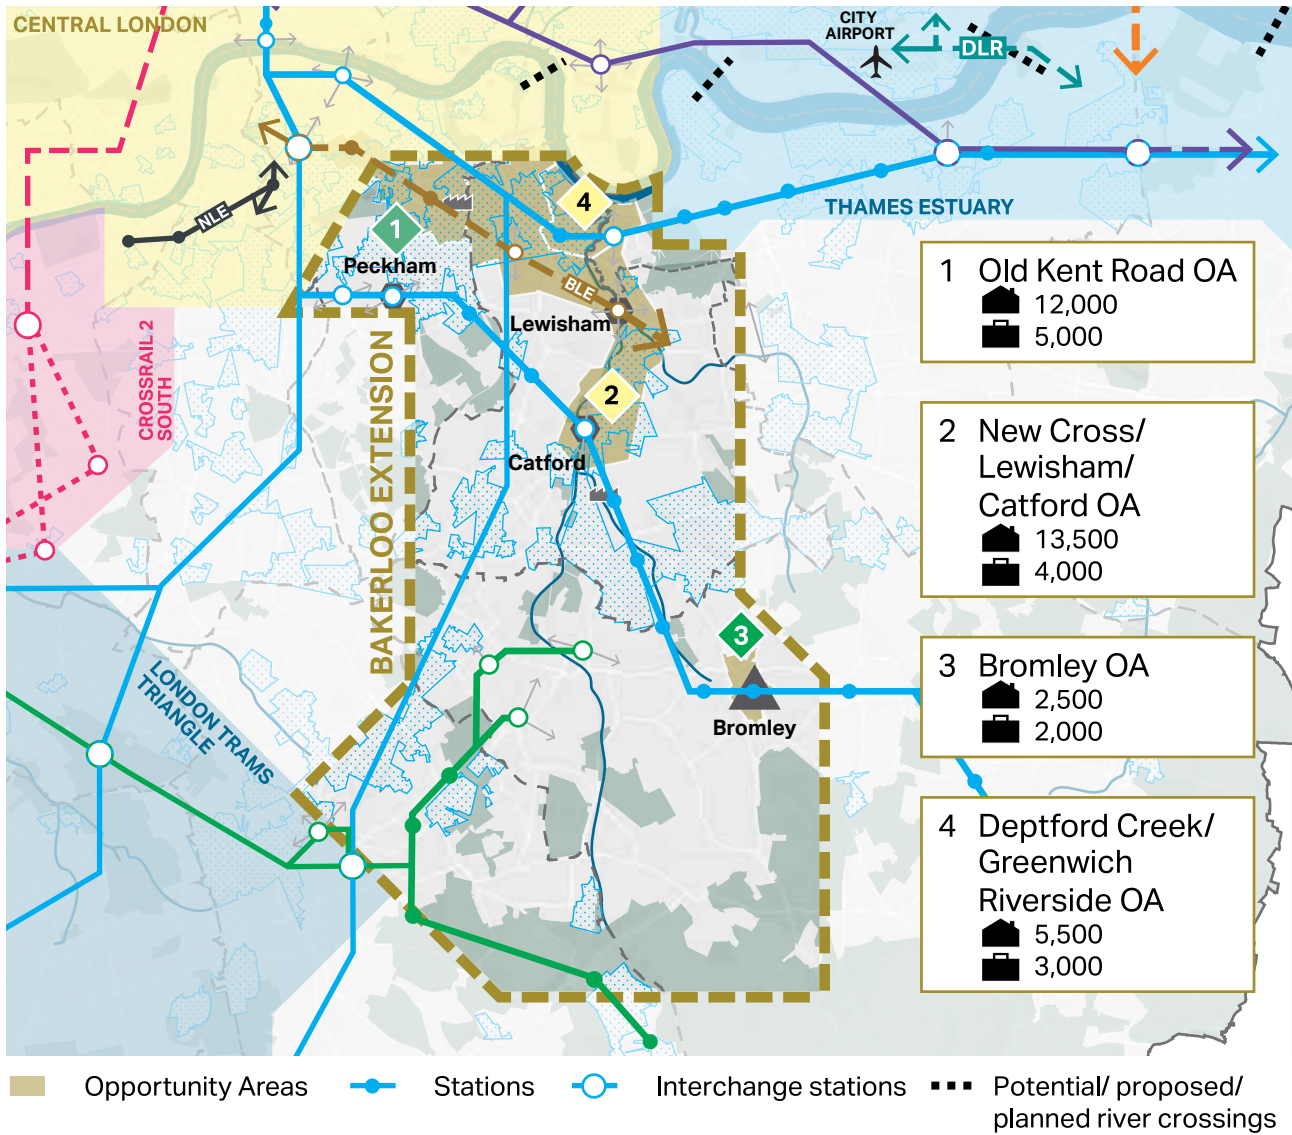 CENTRAL LONDON
CITY
AIRPORT
DLR
THAMES ESTUARY
NLE
4
1
Peckham
BLE
Lewisham
2
Catford
CROSSRAIL 2
SOUTH
BAKERLOO EXTENSION
LONDON TRAMS
TRIANGLE
3
Bromley
1 Old Kent Road OA
12,000
5,000
2 New Cross/
Lewisham/
Catford OA
13,500
4,000
3 Bromley OA
2,500
2,000
4 Deptford Creek/
Greenwich
Riverside OA
5,500
3,000
Opportunity Areas
Stations
Interchange stations
Potential/ proposed/
planned river crossings